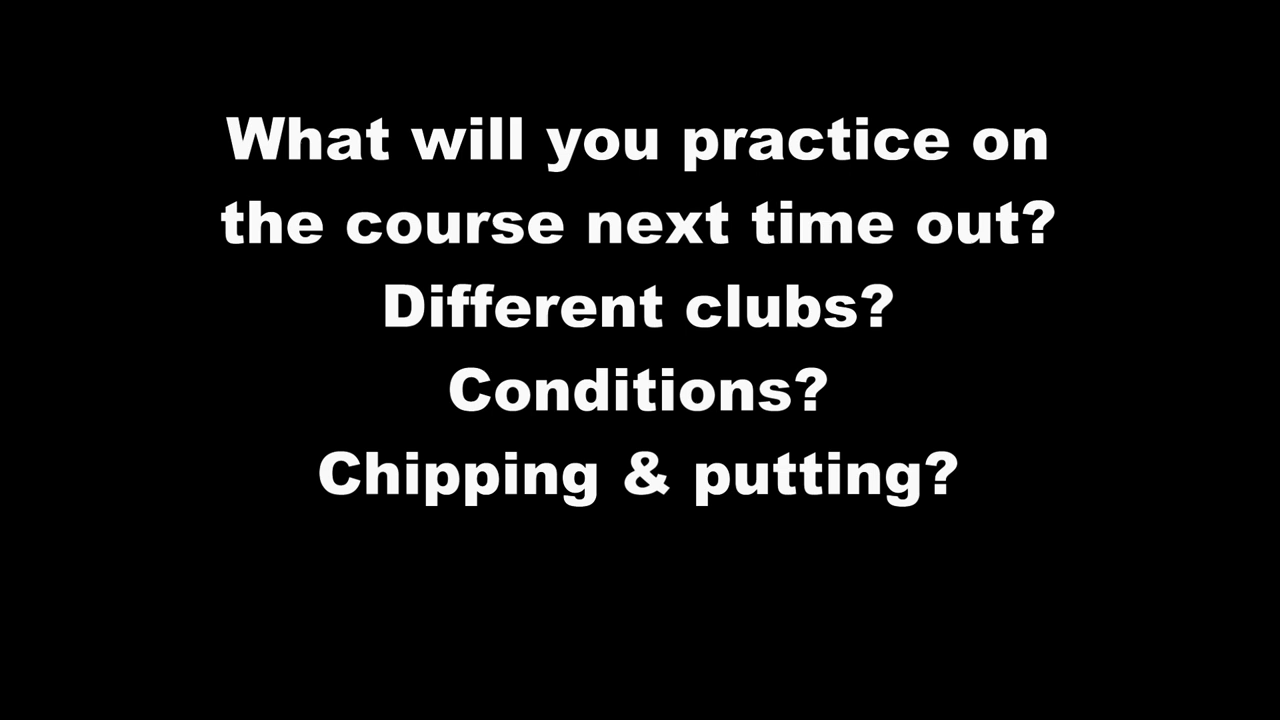 What will you practice on
the course next time out?
Different clubs?
Conditions?
Chipping & putting?